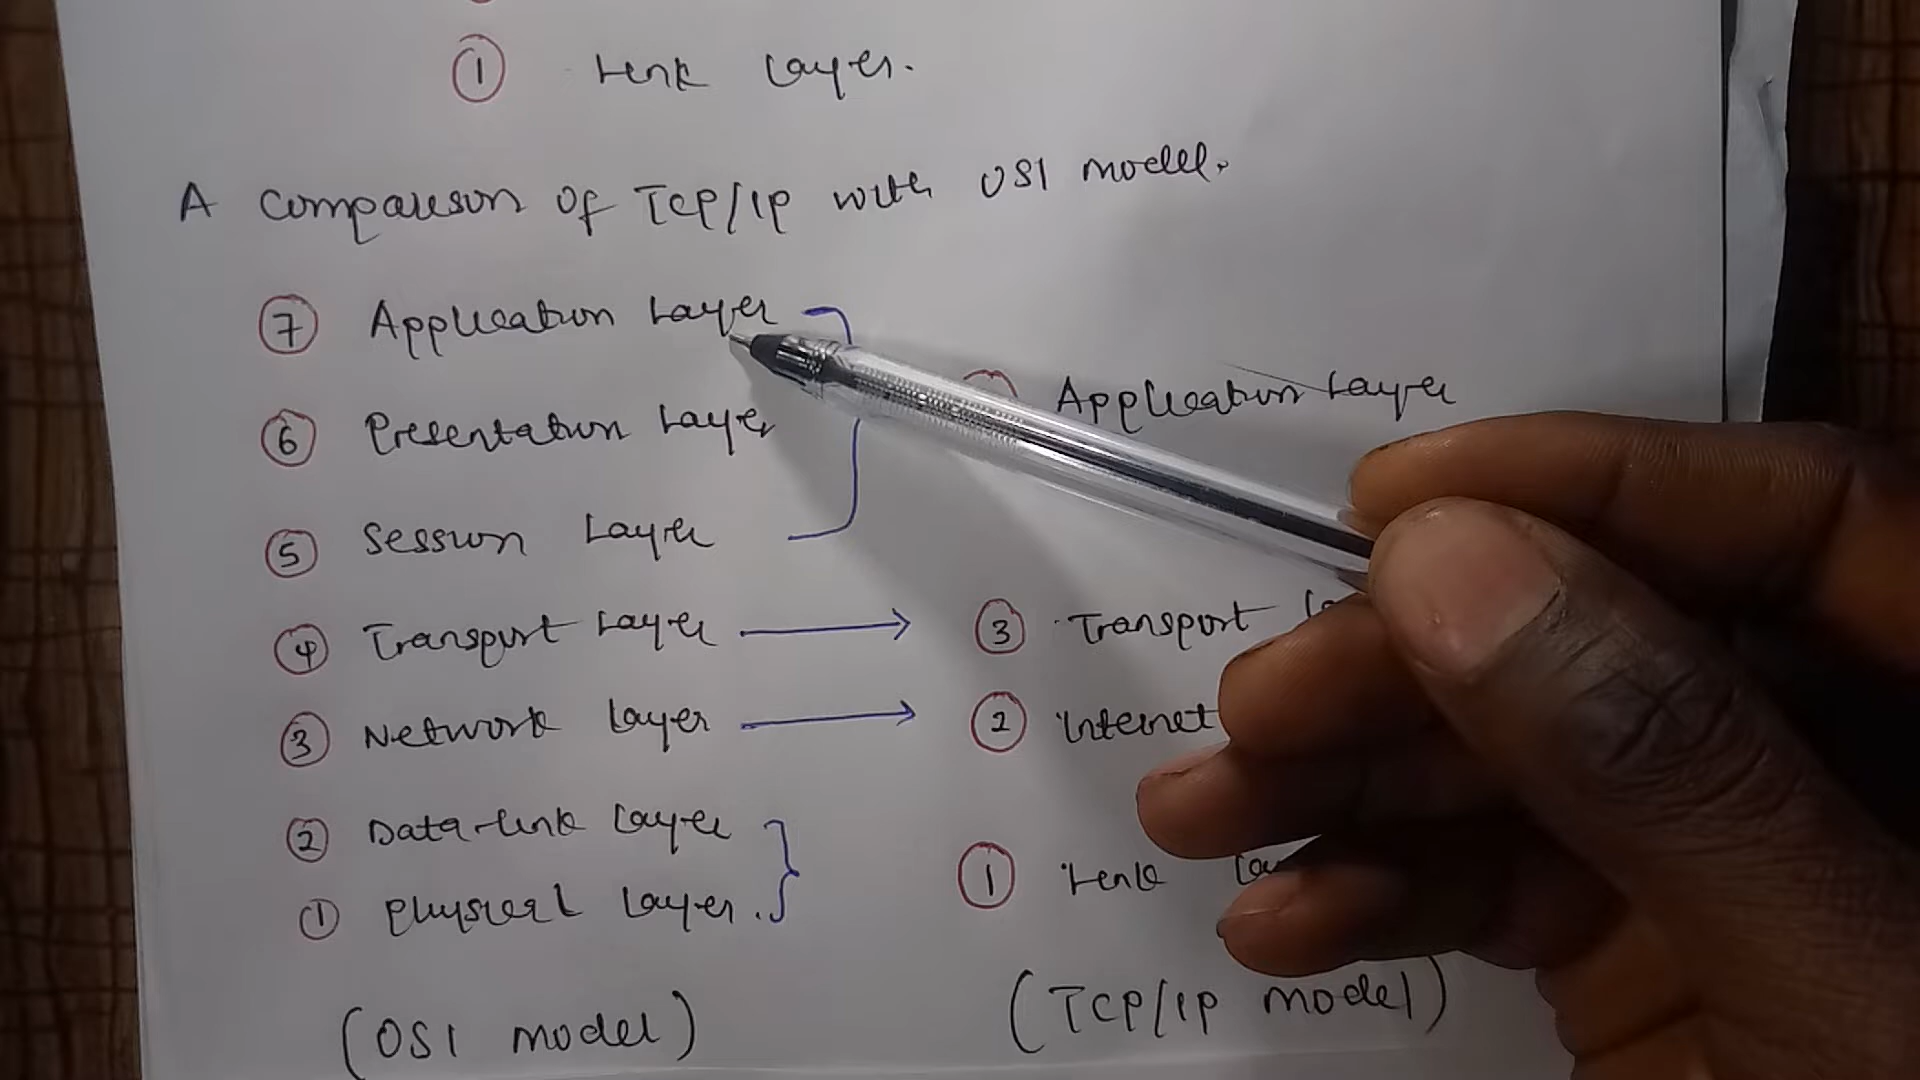 ① Link Layer.
A comparison of TCP/IP with OSI model.
⑦ Application Layer
Application Layer
⑥ Presentation Layer
⑤ Session Layer
④ Transport Layer → ③ Transport
③ Network Layer → ② Internet
② Data-link Layer
① Link
① Physical Layer.
(OSI model)
(TCP/IP model)